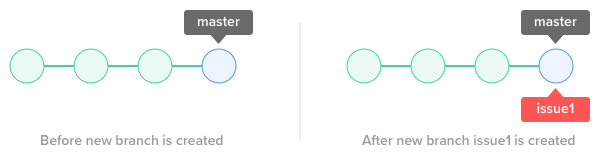 master
Before new branch is created
master
issue1
After new branch issue1 is created